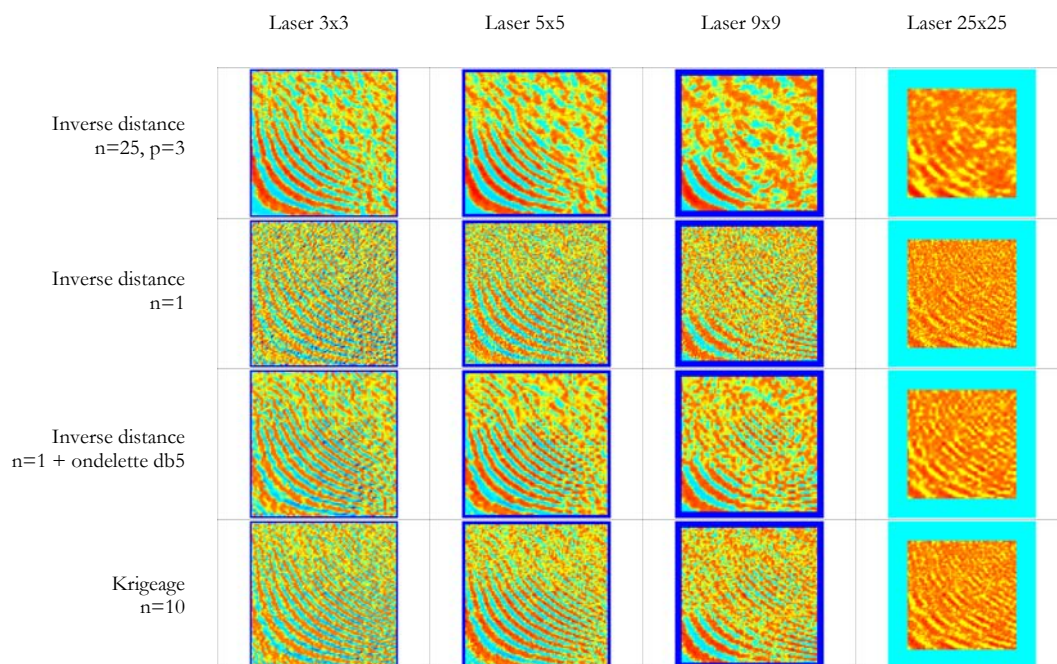 Laser 3x3 Laser 5x5 Laser 9x9 Laser 25x25
Inverse distance
n=25, p=3
Inverse distance
n=1
Inverse distance
n=1 + ondelette db5
Krigeage
n=10